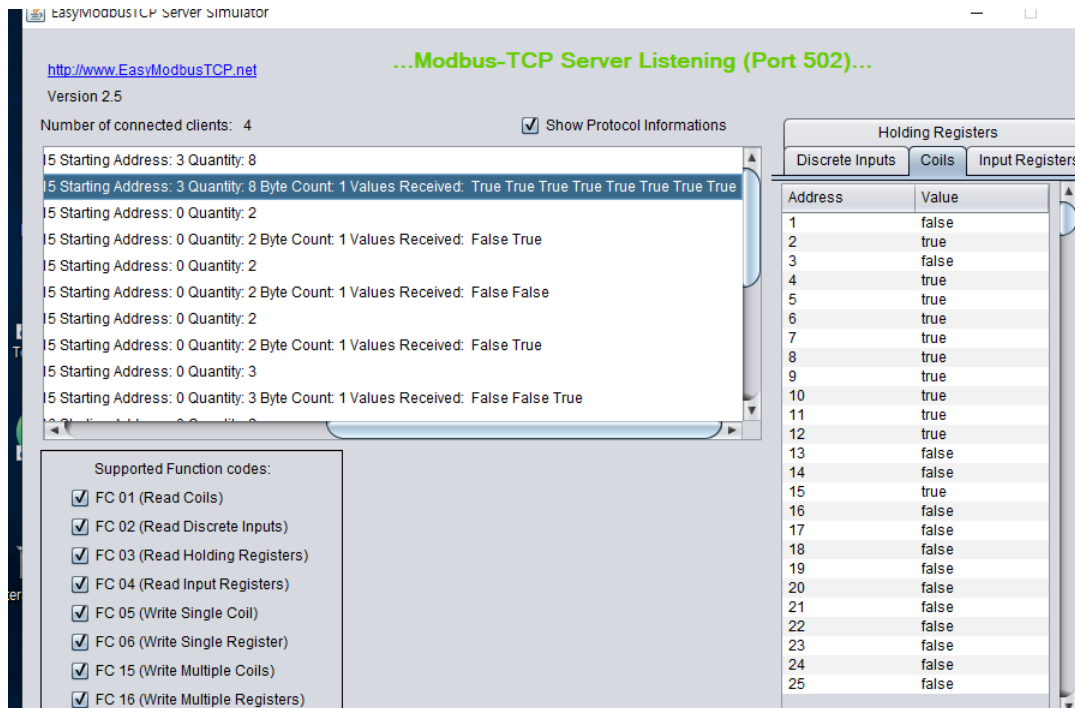 EasyModbusTCP Server Simulator
http://www.EasyModbusTCP.net
...Modbus-TCP Server Listening (Port 502)...
Version 2.5
Number of connected clients: 4
Show Protocol Informations
15 Starting Address: 3 Quantity: 8
15 Starting Address: 3 Quantity: 8 Byte Count: 1 Values Received: True True True True True True True True
15 Starting Address: 0 Quantity: 2
15 Starting Address: 0 Quantity: 2 Byte Count: 1 Values Received: False True
15 Starting Address: 0 Quantity: 2
15 Starting Address: 0 Quantity: 2 Byte Count: 1 Values Received: False False
15 Starting Address: 0 Quantity: 2
15 Starting Address: 0 Quantity: 2 Byte Count: 1 Values Received: False True
15 Starting Address: 0 Quantity: 3
15 Starting Address: 0 Quantity: 3 Byte Count: 1 Values Received: False False True
Supported Function codes:
FC 01 (Read Coils)
FC 02 (Read Discrete Inputs)
FC 03 (Read Holding Registers)
FC 04 (Read Input Registers)
FC 05 (Write Single Coil)
FC 06 (Write Single Register)
FC 15 (Write Multiple Coils)
FC 16 (Write Multiple Registers)
Holding Registers
Discrete Inputs Coils Input Registers
Address Value
1 false
2 true
3 false
4 true
5 true
6 true
7 true
8 true
9 true
10 true
11 true
12 true
13 false
14 false
15 true
16 false
17 false
18 false
19 false
20 false
21 false
22 false
23 false
24 false
25 false